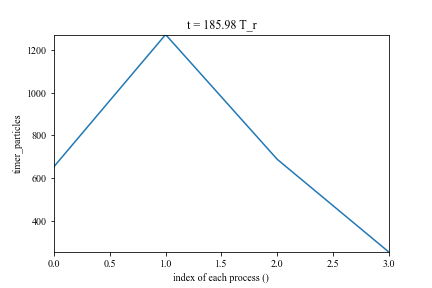 t = 185.98 T_r
timer_particles
1200
1000
800
600
400
0.0 0.5 1.0 1.5 2.0 2.5 3.0
index of each process ()